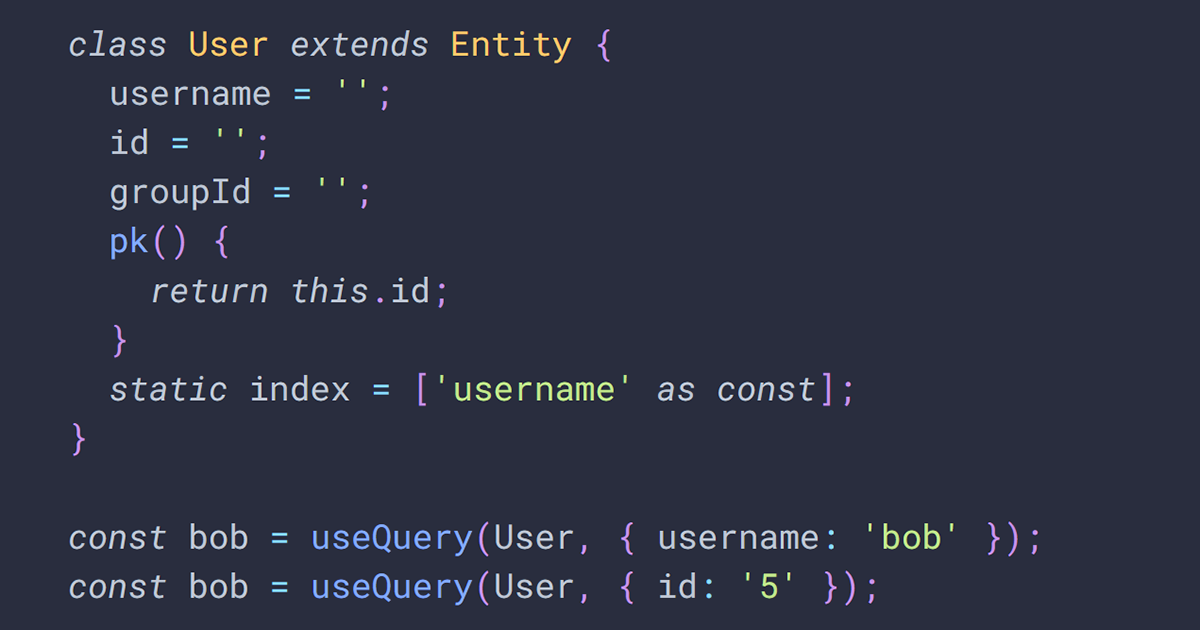 class User extends Entity {
  username = '';
  id = '';
  groupId = '';
  pk() {
    return this.id;
  }
  static index = ['username' as const];
}

const bob = useQuery(User, { username: 'bob' });
const bob = useQuery(User, { id: '5' });